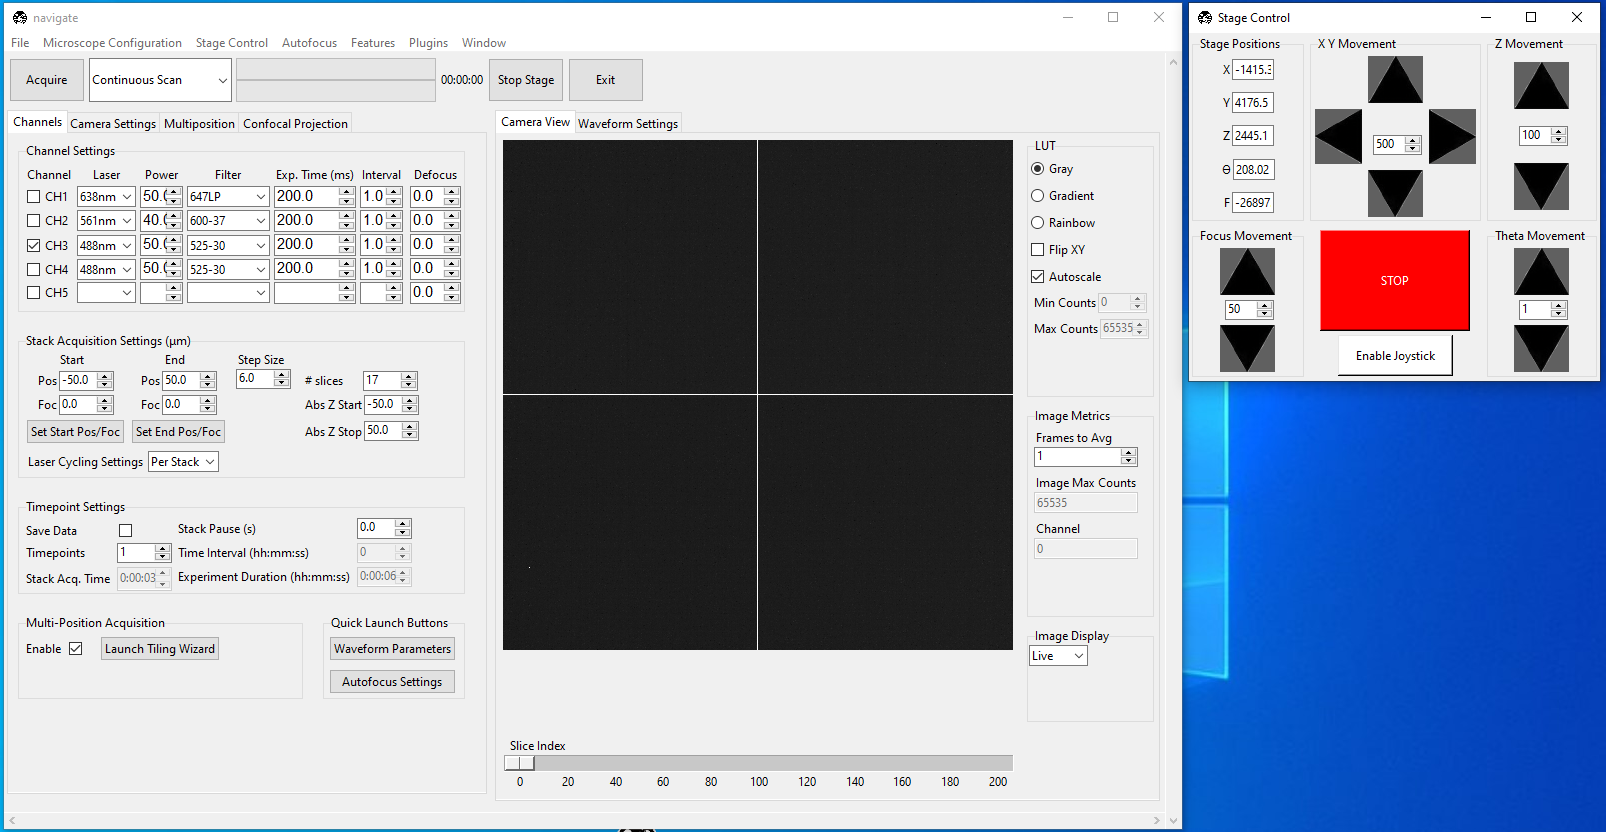 navigate
File Microscope Configuration Stage Control Autofocus Features Plugins Window
Acquire Continuous Scan 00:00:00 Stop Stage Exit
Channels Camera Settings Multiposition Confocal Projection
Channel Settings
Channel Laser Power Filter Exp. Time (ms) Interval Defocus
CH1 638nm 50.0 647LP 200.0 1.0 0.0
CH2 561nm 40.0 600-37 200.0 1.0 0.0
CH3 488nm 50.0 525-30 200.0 1.0 0.0
CH4 488nm 50.0 525-30 200.0 1.0 0.0
CH5 0.0
Stack Acquisition Settings (µm)
Start End Step Size
Pos -50.0 Pos 50.0 6.0 # slices 17
Foc 0.0 Foc 0.0 Abs Z Start -50.0
Set Start Pos/Foc Set End Pos/Foc Abs Z Stop 50.0
Laser Cycling Settings Per Stack
Timepoint Settings
Save Data Stack Pause (s) 0.0
Timepoints 1 Time Interval (hh:mm:ss) 0
Stack Acq. Time 0:00:03 Experiment Duration (hh:mm:ss) 0:00:06
Multi-Position Acquisition
Enable Launch Tiling Wizard
Quick Launch Buttons
Waveform Parameters
Autofocus Settings
Camera View Waveform Settings
LUT
Gray
Gradient
Rainbow
Flip XY
Autoscale
Min Counts 0
Max Counts 65535
Image Metrics
Frames to Avg
1
Image Max Counts
65535
Channel
0
Image Display
Live
Slice Index
0 20 40 60 80 100 120 140 160 180 200
Stage Control
Stage Positions
X -1415.3
Y 4176.5
Z 2445.1
Θ 208.02
F -26897
X Y Movement
500
Z Movement
100
Focus Movement
50
STOP
Enable Joystick
Theta Movement
1